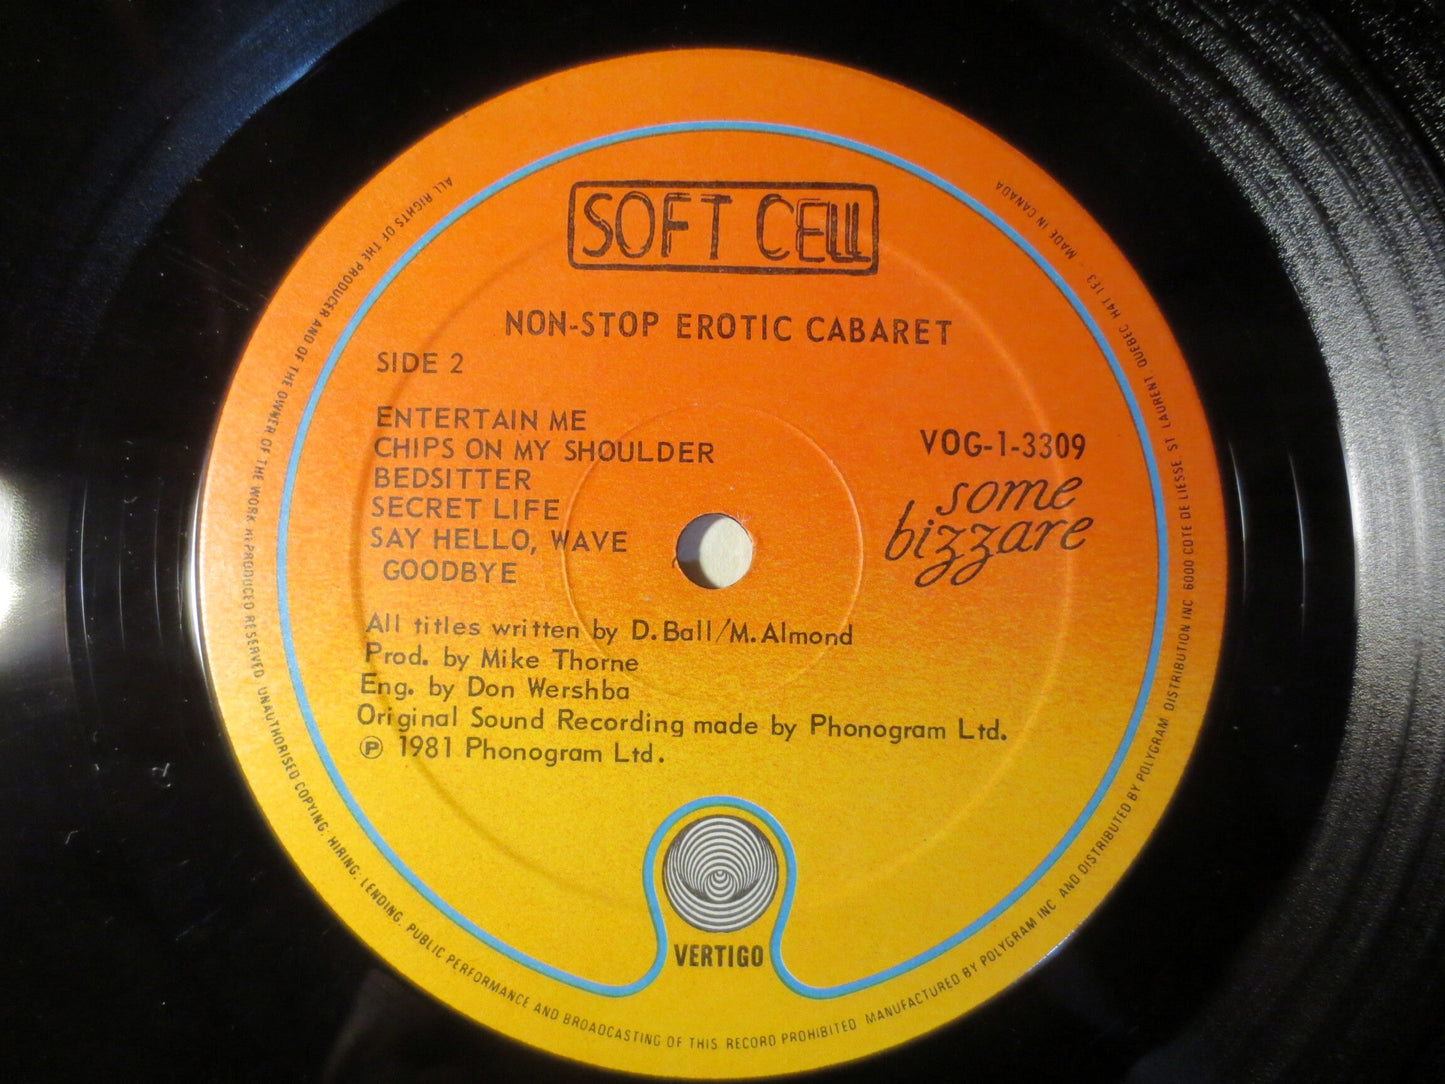 SOFT CELL
NON-STOP EROTIC CABARET
SIDE 2
ENTERTAIN ME
CHIPS ON MY SHOULDER
BEDSITTER
SECRET LIFE
SAY HELLO, WAVE
GOODBYE
VOG-1-3309
some
bizzare
All titles written by D.Ball/M.Almond
Prod. by Mike Thorne
Eng. by Don Wershba
Original Sound Recording made by Phonogram Ltd.
℗ 1981 Phonogram Ltd.
VERTIGO
ALL RIGHTS OF THE PRODUCER AND OF THE OWNER OF THE WORK REPRODUCED RESERVED. UNAUTHORISED COPYING, HIRING, LENDING, PUBLIC PERFORMANCE AND BROADCASTING OF THIS RECORD PROHIBITED MANUFACTURED BY POLYGRAM INC AND DISTRIBUTED BY POLYGRAM DISTRIBUTION INC 6000 COTE DE LIESSE, ST LAURENT QUEBEC H4T 1E3 - MADE IN CANADA